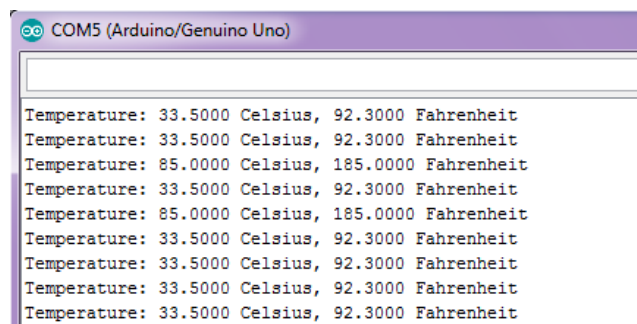 COM5 (Arduino/Genuino Uno)
Temperature: 33.5000 Celsius, 92.3000 Fahrenheit
Temperature: 33.5000 Celsius, 92.3000 Fahrenheit
Temperature: 85.0000 Celsius, 185.0000 Fahrenheit
Temperature: 33.5000 Celsius, 92.3000 Fahrenheit
Temperature: 85.0000 Celsius, 185.0000 Fahrenheit
Temperature: 33.5000 Celsius, 92.3000 Fahrenheit
Temperature: 33.5000 Celsius, 92.3000 Fahrenheit
Temperature: 33.5000 Celsius, 92.3000 Fahrenheit
Temperature: 33.5000 Celsius, 92.3000 Fahrenheit